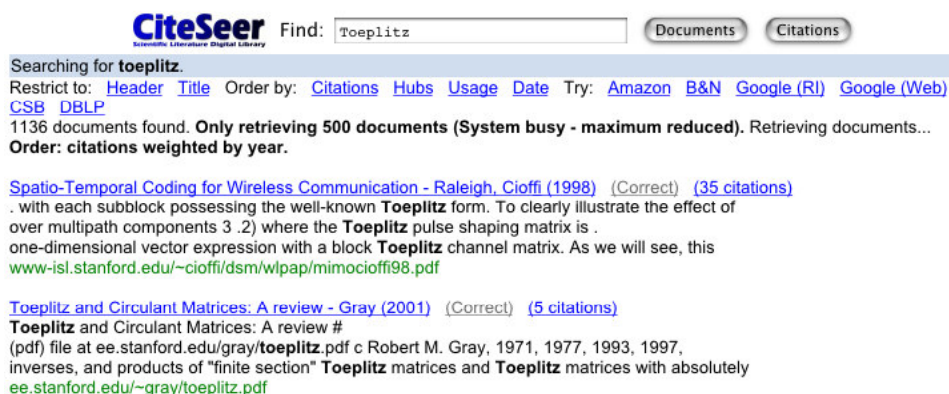 CiteSeer Find: Toeplitz Documents Citations
Scientific Literature Digital Library
Searching for toeplitz.
Restrict to: Header Title Order by: Citations Hubs Usage Date Try: Amazon B&N Google (RI) Google (Web)
CSB DBLP
1136 documents found. Only retrieving 500 documents (System busy - maximum reduced). Retrieving documents...
Order: citations weighted by year.
Spatio-Temporal Coding for Wireless Communication - Raleigh, Cioffi (1998) (Correct) (35 citations)
. with each subblock possessing the well-known Toeplitz form. To clearly illustrate the effect of
over multipath components 3 .2) where the Toeplitz pulse shaping matrix is .
one-dimensional vector expression with a block Toeplitz channel matrix. As we will see, this
www-isl.stanford.edu/~cioffi/dsm/wlpap/mimocioffi98.pdf
Toeplitz and Circulant Matrices: A review - Gray (2001) (Correct) (5 citations)
Toeplitz and Circulant Matrices: A review #
(pdf) file at ee.stanford.edu/gray/toeplitz.pdf c Robert M. Gray, 1971, 1977, 1993, 1997,
inverses, and products of "finite section" Toeplitz matrices and Toeplitz matrices with absolutely
ee.stanford.edu/~gray/toeplitz.pdf